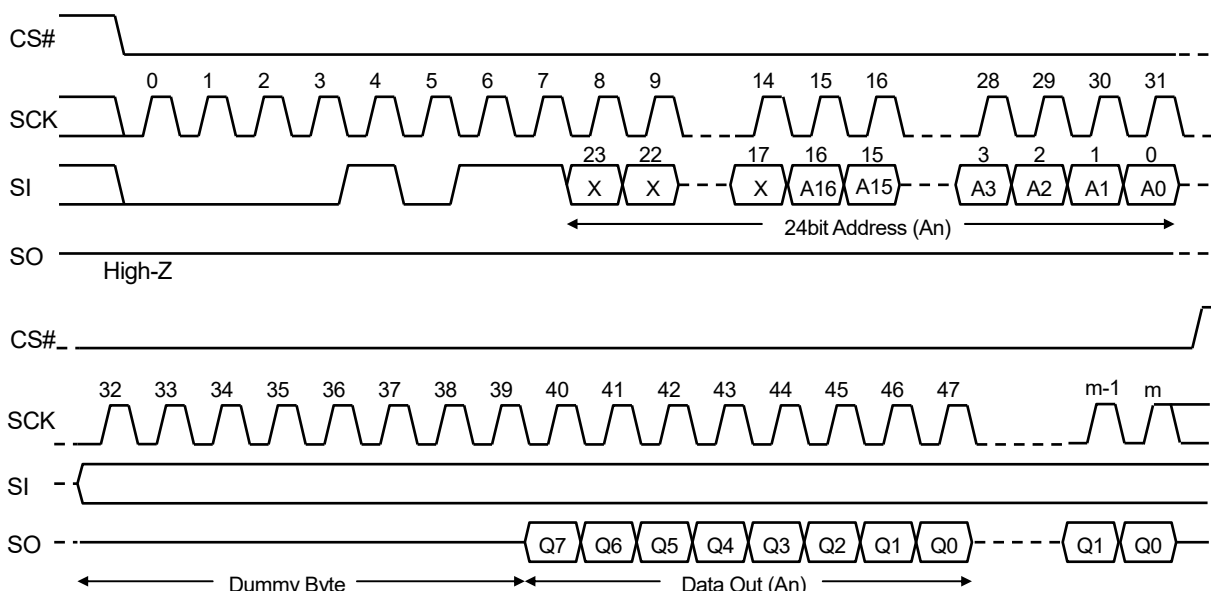 CS#
0 1 2 3 4 5 6 7 8 9 14 15 16 28 29 30 31
SCK
23 22 17 16 15 3 2 1 0
SI X X X A16 A15 A3 A2 A1 A0
24bit Address (An)
SO
High-Z
CS#
32 33 34 35 36 37 38 39 40 41 42 43 44 45 46 47 m-1 m
SCK
SI
SO Q7 Q6 Q5 Q4 Q3 Q2 Q1 Q0 Q1 Q0
Dummy Byte Data Out (An)